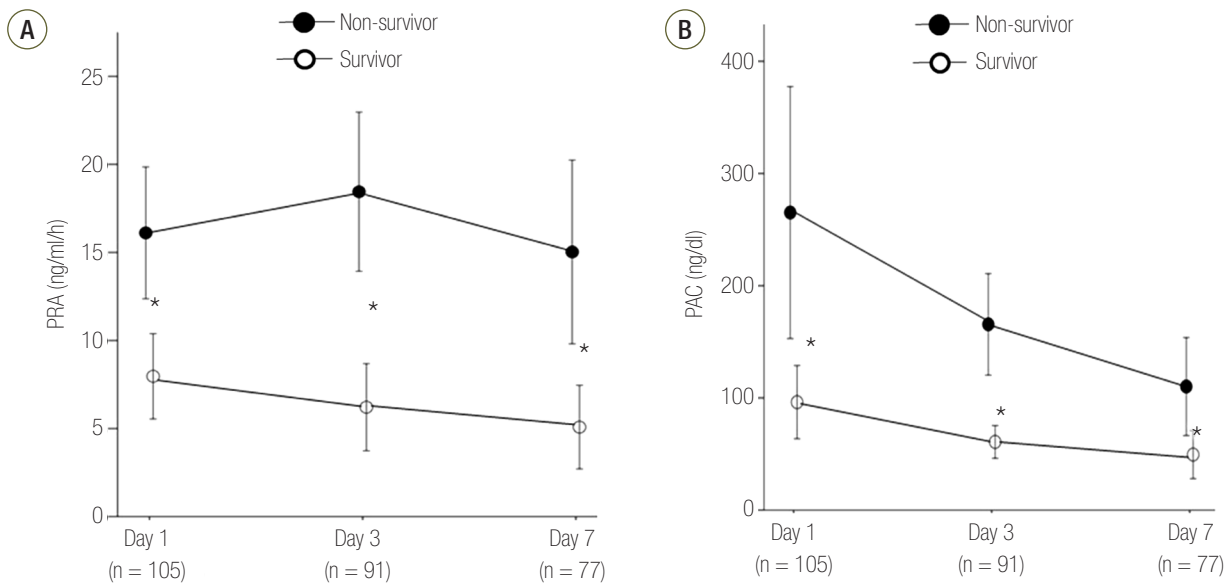 A
Non-survivor
Survivor
25
20
15
10
5
0
PRA (ng/ml/h)
*
*
*
Day 1
(n = 105)
Day 3
(n = 91)
Day 7
(n = 77)
B
Non-survivor
Survivor
400
300
200
100
0
PAC (ng/dl)
*
*
*
Day 1
(n = 105)
Day 3
(n = 91)
Day 7
(n = 77)